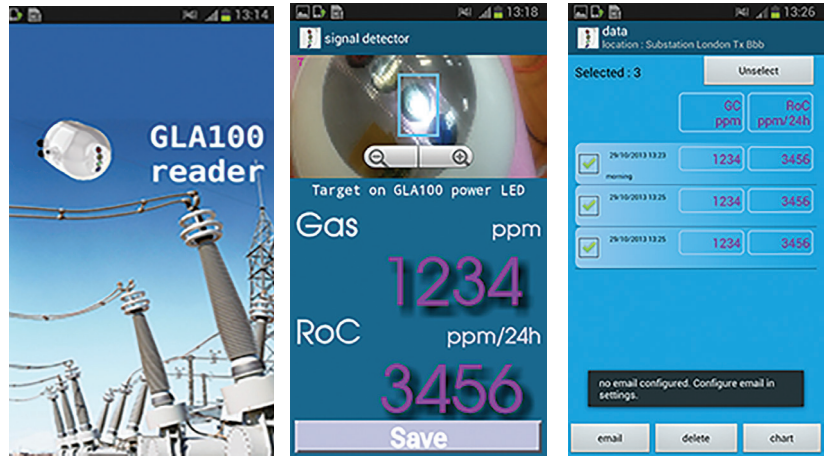 13:14
GLA100
reader
13:18
signal detector
Target on GLA100 power LED
Gas ppm
1234
RoC ppm/24h
3456
Save
13:26
data
location : Substation London Tx Bbb
Selected : 3
Unselect
GC RoC
ppm ppm/24h
29/10/2013 13:23 1234 3456
morning
29/10/2013 13:25 1234 3456
29/10/2013 13:25 1234 3456
no email configured. Configure email in
settings.
email delete chart